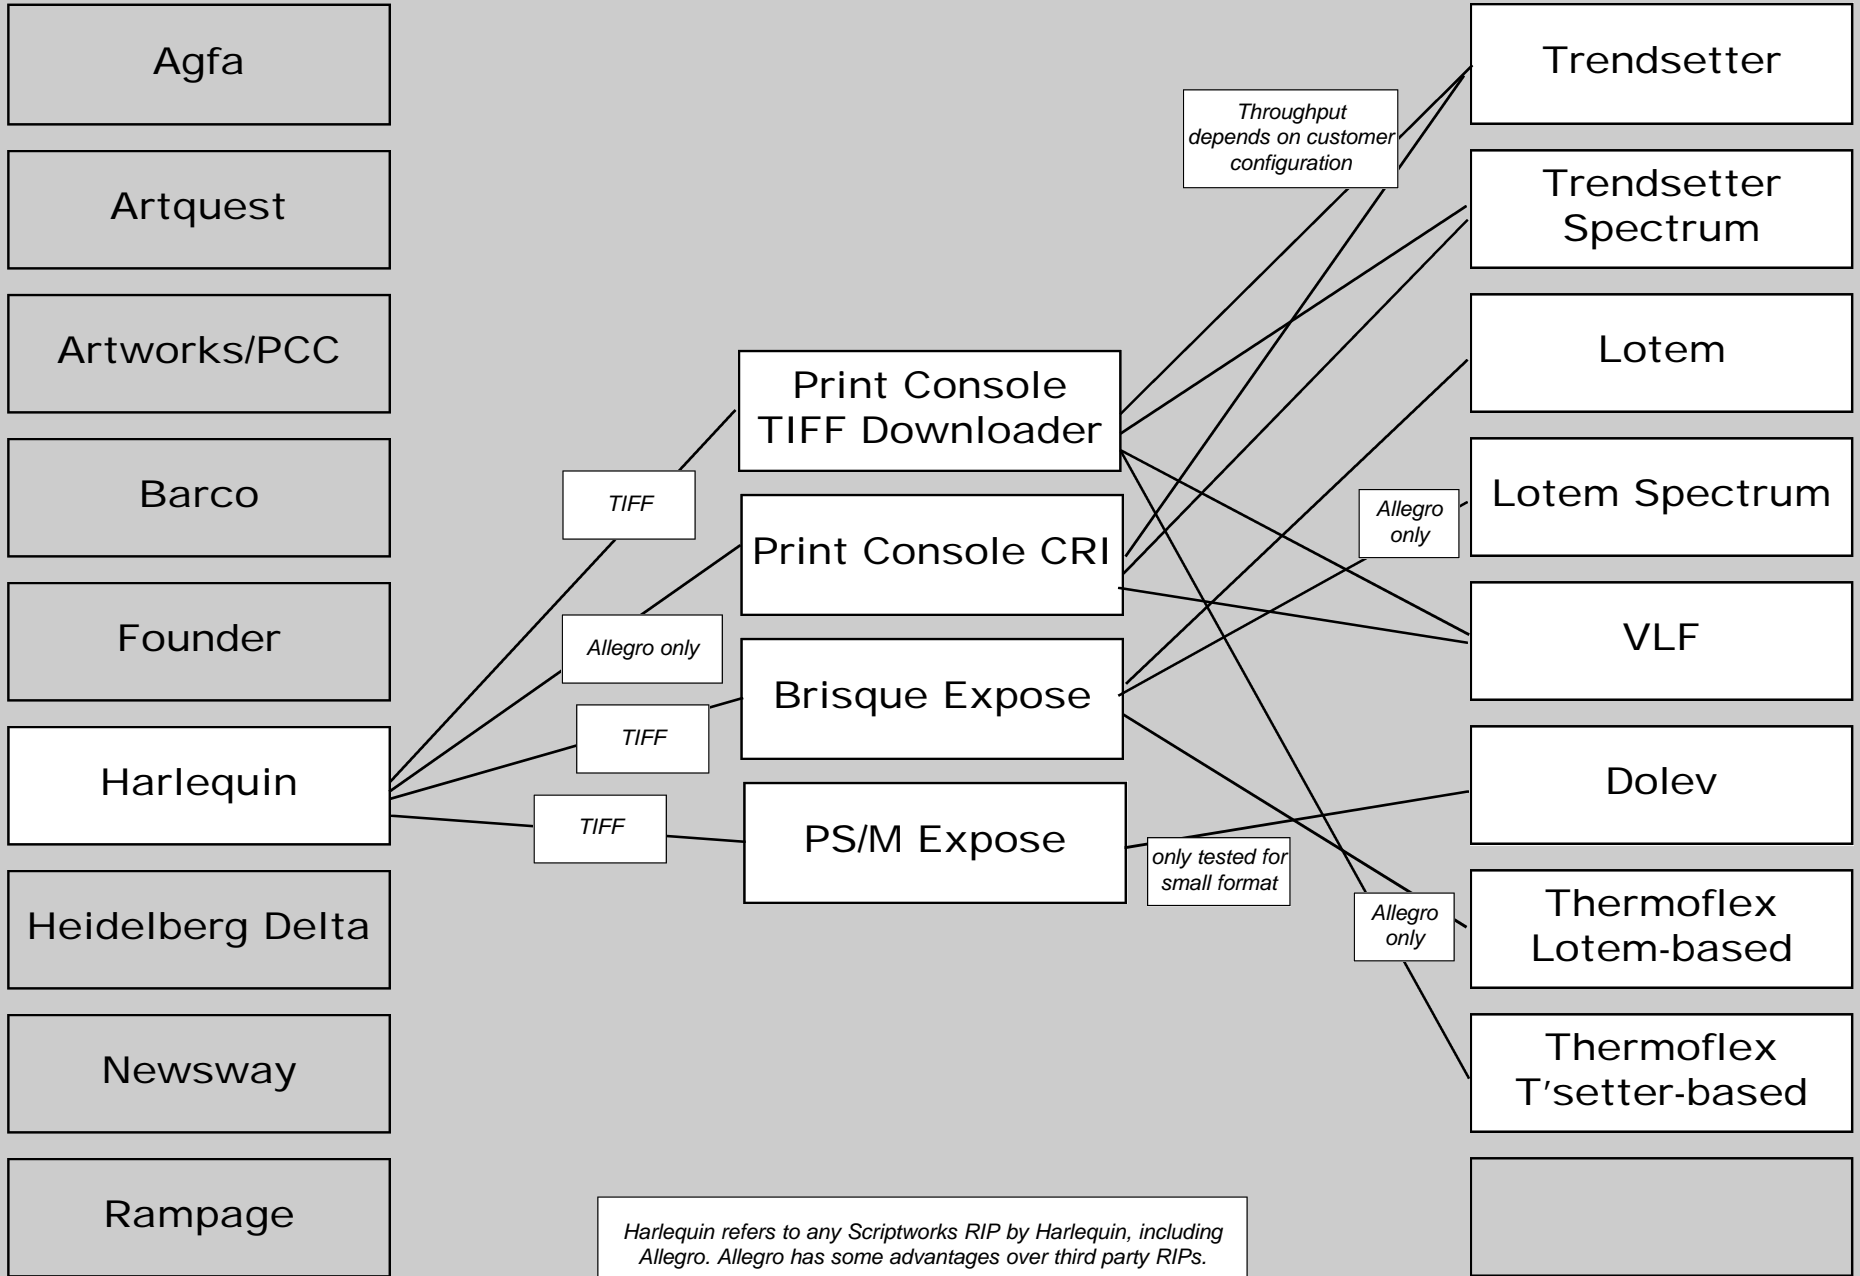 Agfa
Artquest
Artworks/PCC
Barco
Founder
Harlequin
Heidelberg Delta
Newsway
Rampage
TIFF
Allegro only
TIFF
TIFF
Print Console
TIFF Downloader
Print Console CRI
Brisque Expose
PS/M Expose
Throughput
depends on customer
configuration
Allegro
only
only tested for
small format
Allegro
only
Trendsetter
Trendsetter
Spectrum
Lotem
Lotem Spectrum
VLF
Dolev
Thermoflex
Lotem-based
Thermoflex
T'setter-based
Harlequin refers to any Scriptworks RIP by Harlequin, including
Allegro. Allegro has some advantages over third party RIPs.